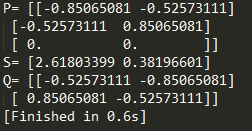 P= [[-0.85065081 -0.52573111]
 [-0.52573111  0.85065081]
 [ 0.          0.        ]]
S= [2.61803399 0.38196601]
Q= [[-0.52573111 -0.85065081]
 [ 0.85065081 -0.52573111]]
[Finished in 0.6s]